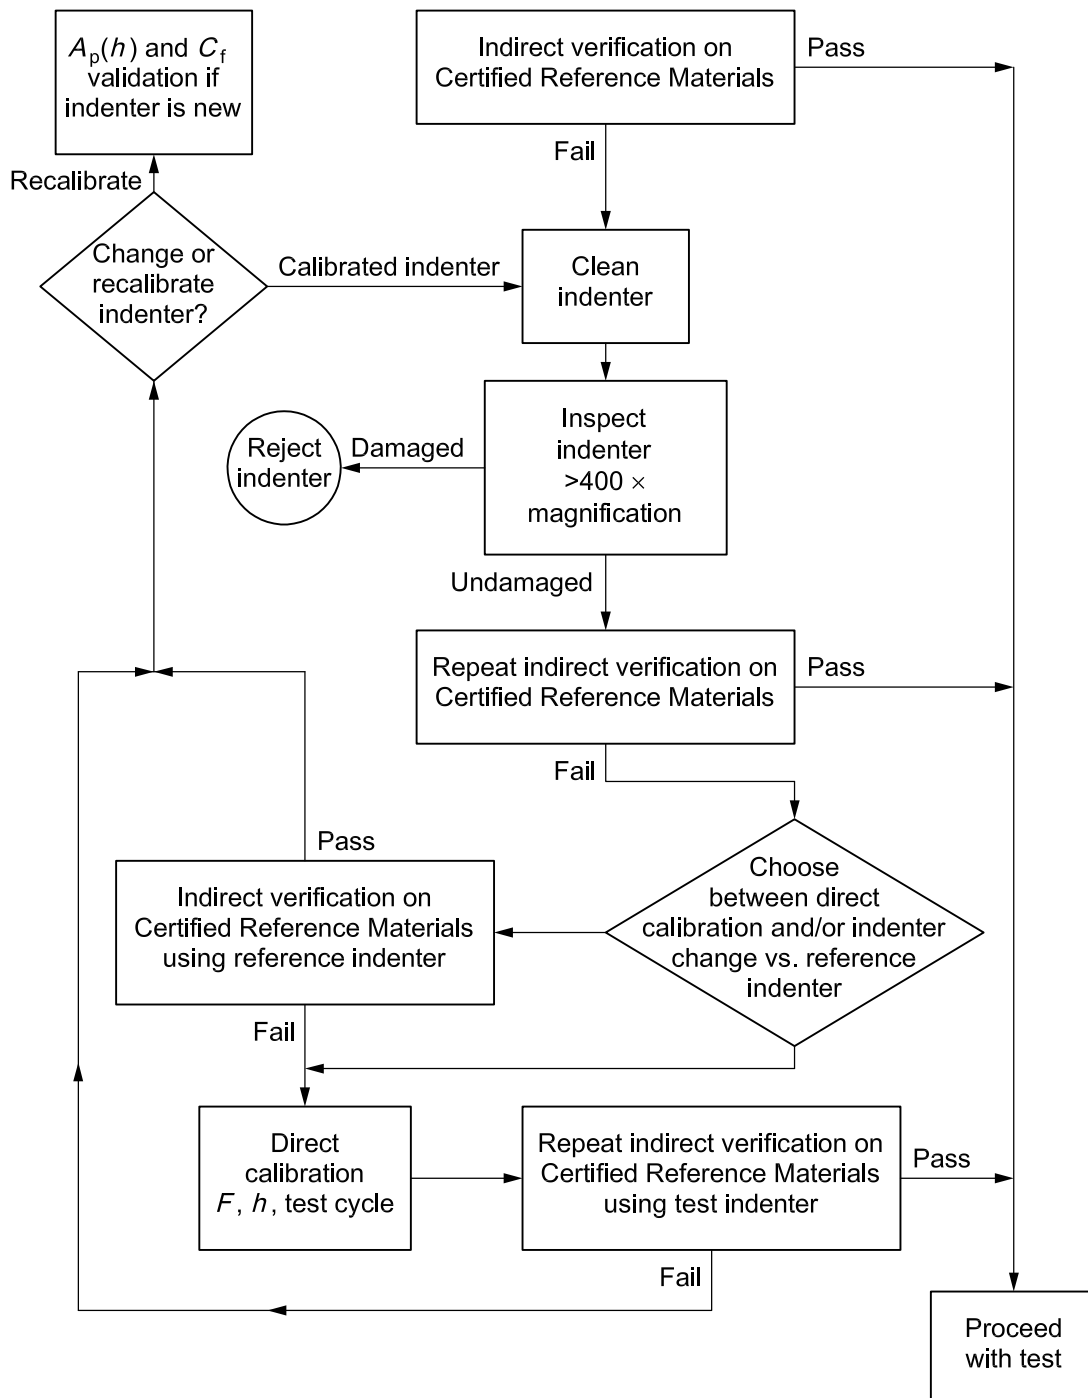 Aₚ(h) and C_f
validation if
indenter is new
Indirect verification on
Certified Reference Materials
Pass
Fail
Recalibrate
Change or
recalibrate
indenter?
Calibrated indenter
Clean
indenter
Inspect
indenter
>400 ×
magnification
Damaged
Reject
indenter
Undamaged
Repeat indirect verification on
Certified Reference Materials
Pass
Fail
Choose
between direct
calibration and/or indenter
change vs. reference
indenter
Pass
Indirect verification on
Certified Reference Materials
using reference indenter
Fail
Direct
calibration
F, h, test cycle
Repeat indirect verification on
Certified Reference Materials
using test indenter
Pass
Fail
Proceed
with test